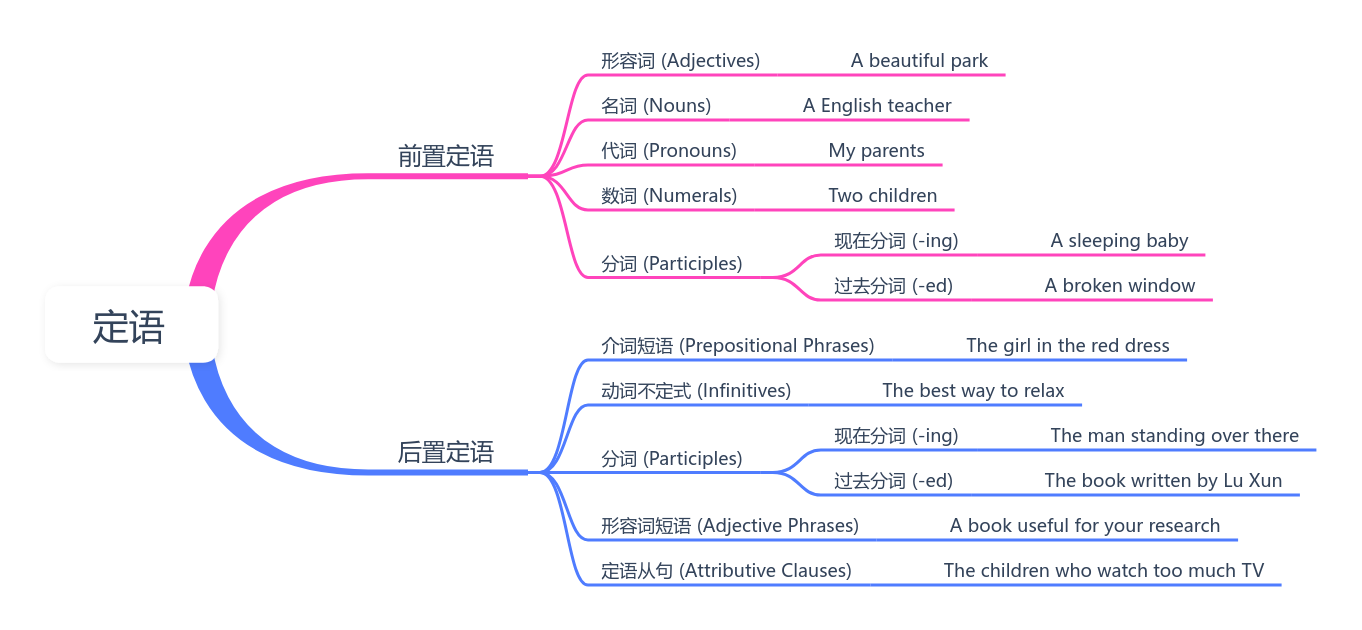 定语
前置定语
形容词 (Adjectives) A beautiful park
名词 (Nouns) A English teacher
代词 (Pronouns) My parents
数词 (Numerals) Two children
分词 (Participles)
现在分词 (-ing) A sleeping baby
过去分词 (-ed) A broken window
后置定语
介词短语 (Prepositional Phrases) The girl in the red dress
动词不定式 (Infinitives) The best way to relax
分词 (Participles)
现在分词 (-ing) The man standing over there
过去分词 (-ed) The book written by Lu Xun
形容词短语 (Adjective Phrases) A book useful for your research
定语从句 (Attributive Clauses) The children who watch too much TV